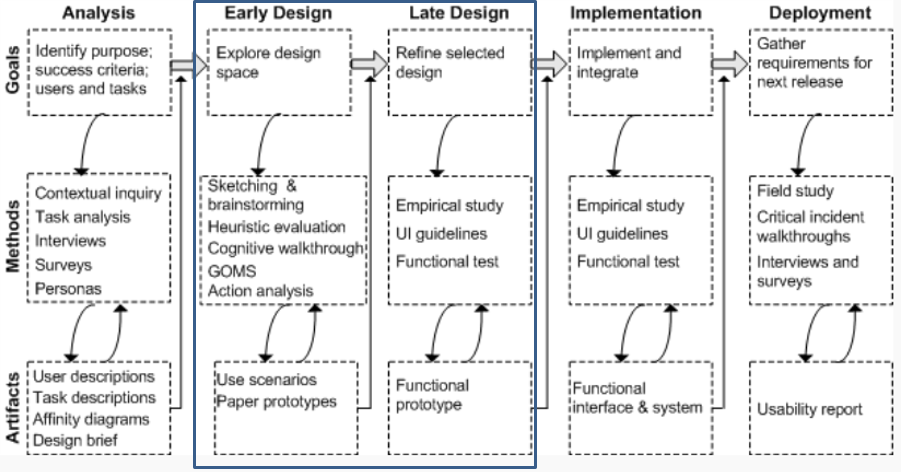 Analysis
Early Design
Late Design
Implementation
Deployment
Goals
Identify purpose;
success criteria;
users and tasks
Explore design
space
Refine selected
design
Implement and
integrate
Gather
requirements for
next release
Methods
Contextual inquiry
Task analysis
Interviews
Surveys
Personas
Sketching &
brainstorming
Heuristic evaluation
Cognitive walkthrough
GOMS
Action analysis
Empirical study
UI guidelines
Functional test
Empirical study
UI guidelines
Functional test
Field study
Critical incident
walkthroughs
Interviews and
surveys
Artifacts
User descriptions
Task descriptions
Affinity diagrams
Design brief
Use scenarios
Paper prototypes
Functional
prototype
Functional
interface & system
Usability report